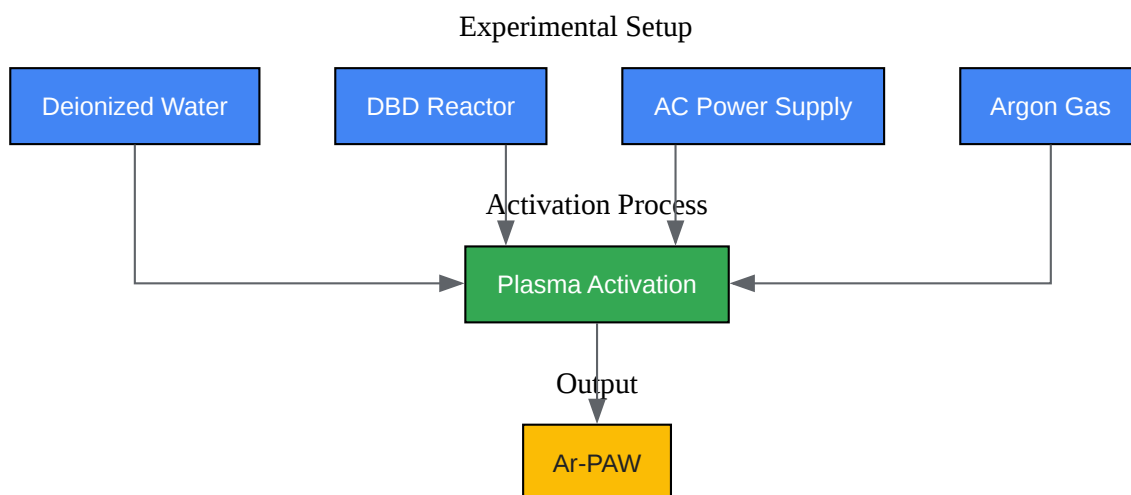 Experimental Setup
Deionized Water
DBD Reactor
AC Power Supply
Argon Gas
Activation Process
Plasma Activation
Output
Ar-PAW